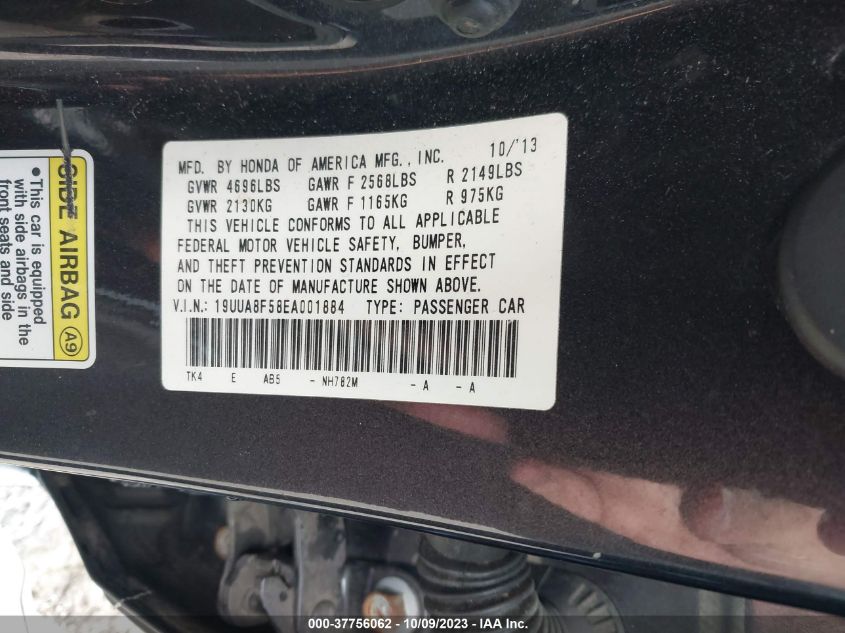 MFD. BY HONDA OF AMERICA MFG., INC. 10/'13
GVWR 4696LBS GAWR F 2568LBS R 2149LBS
GVWR 2130KG GAWR F 1165KG R 975KG
THIS VEHICLE CONFORMS TO ALL APPLICABLE
FEDERAL MOTOR VEHICLE SAFETY, BUMPER,
AND THEFT PREVENTION STANDARDS IN EFFECT
ON THE DATE OF MANUFACTURE SHOWN ABOVE.
V.I.N.: 19UUA8F58EA001884 TYPE: PASSENGER CAR
TK4 E AB5 - NH782M - A - A
SIDE AIRBAG A9
•This car is equipped
with side airbags in the
front seats and side
000-37756062 - 10/09/2023 - IAA Inc.